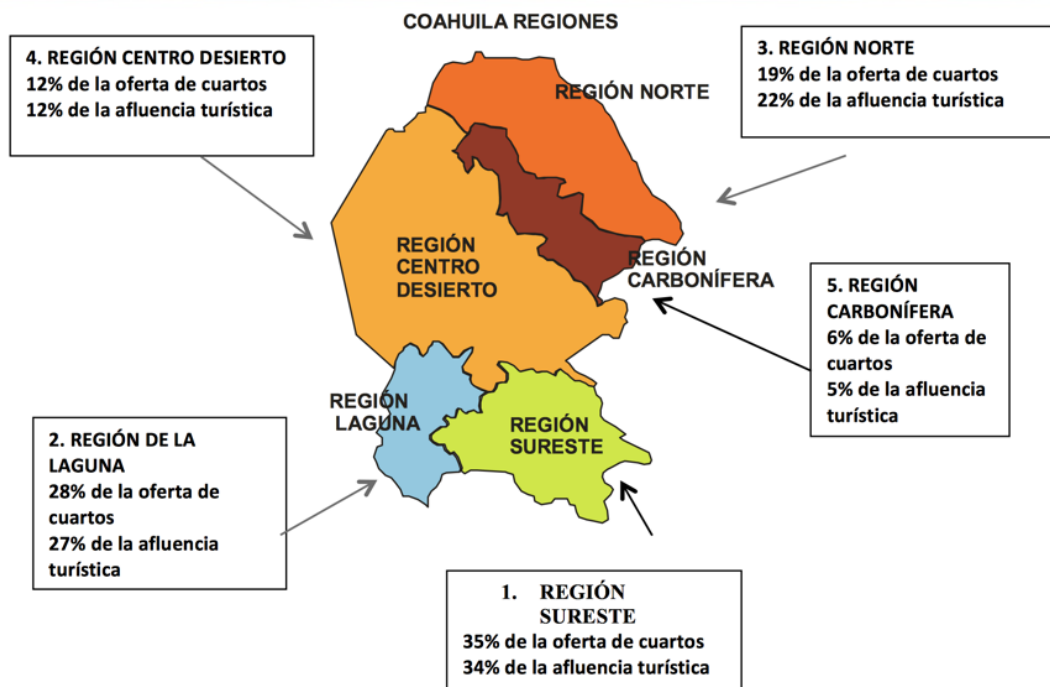 COAHUILA REGIONES
4. REGIÓN CENTRO DESIERTO
12% de la oferta de cuartos
12% de la afluencia turística
3. REGIÓN NORTE
19% de la oferta de cuartos
22% de la afluencia turística
REGIÓN NORTE
REGIÓN
CENTRO
DESIERTO
REGIÓN
CARBONÍFERA
5. REGIÓN
CARBONÍFERA
6% de la oferta de
cuartos
5% de la afluencia
turística
REGIÓN
LAGUNA
REGIÓN
SURESTE
2. REGIÓN DE LA
LAGUNA
28% de la oferta de
cuartos
27% de la afluencia
turística
1. REGIÓN
SURESTE
35% de la oferta de cuartos
34% de la afluencia turística